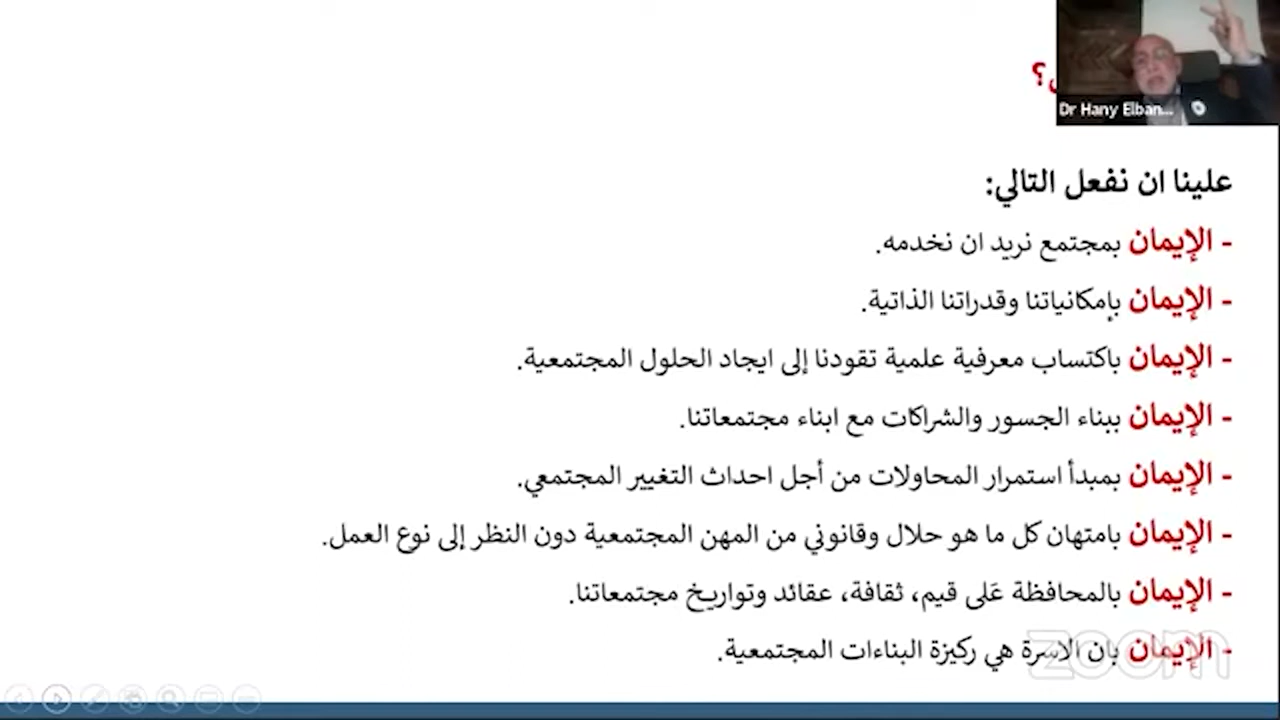 ؟
Dr Hany Elban...
علينا ان نفعل التالي:
- الإيمان بمجتمع نريد ان نخدمه.
- الإيمان بإمكانياتنا وقدراتنا الذاتية.
- الإيمان باكتساب معرفية علمية تقودنا إلى ايجاد الحلول المجتمعية.
- الإيمان ببناء الجسور والشراكات مع ابناء مجتمعاتنا.
- الإيمان بمبدأ استمرار المحاولات من أجل احداث التغيير المجتمعي.
- الإيمان بامتهان كل ما هو حلال وقانوني من المهن المجتمعية دون النظر إلى نوع العمل.
- الإيمان بالمحافظة عَلى قيم، ثقافة، عقائد وتواريخ مجتمعاتنا.
- الإيمان بان الاسرة هي ركيزة البناءات المجتمعية.
zoom